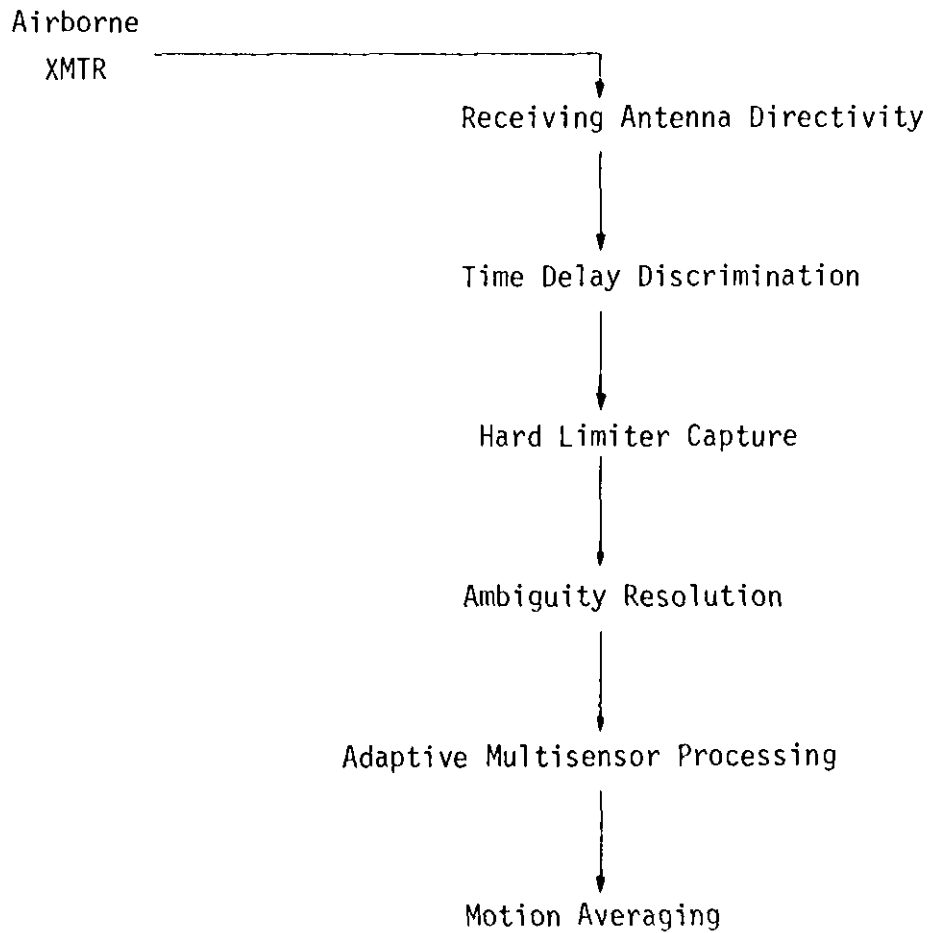 Airborne
XMTR
Receiving Antenna Directivity
Time Delay Discrimination
Hard Limiter Capture
Ambiguity Resolution
Adaptive Multisensor Processing
Motion Averaging